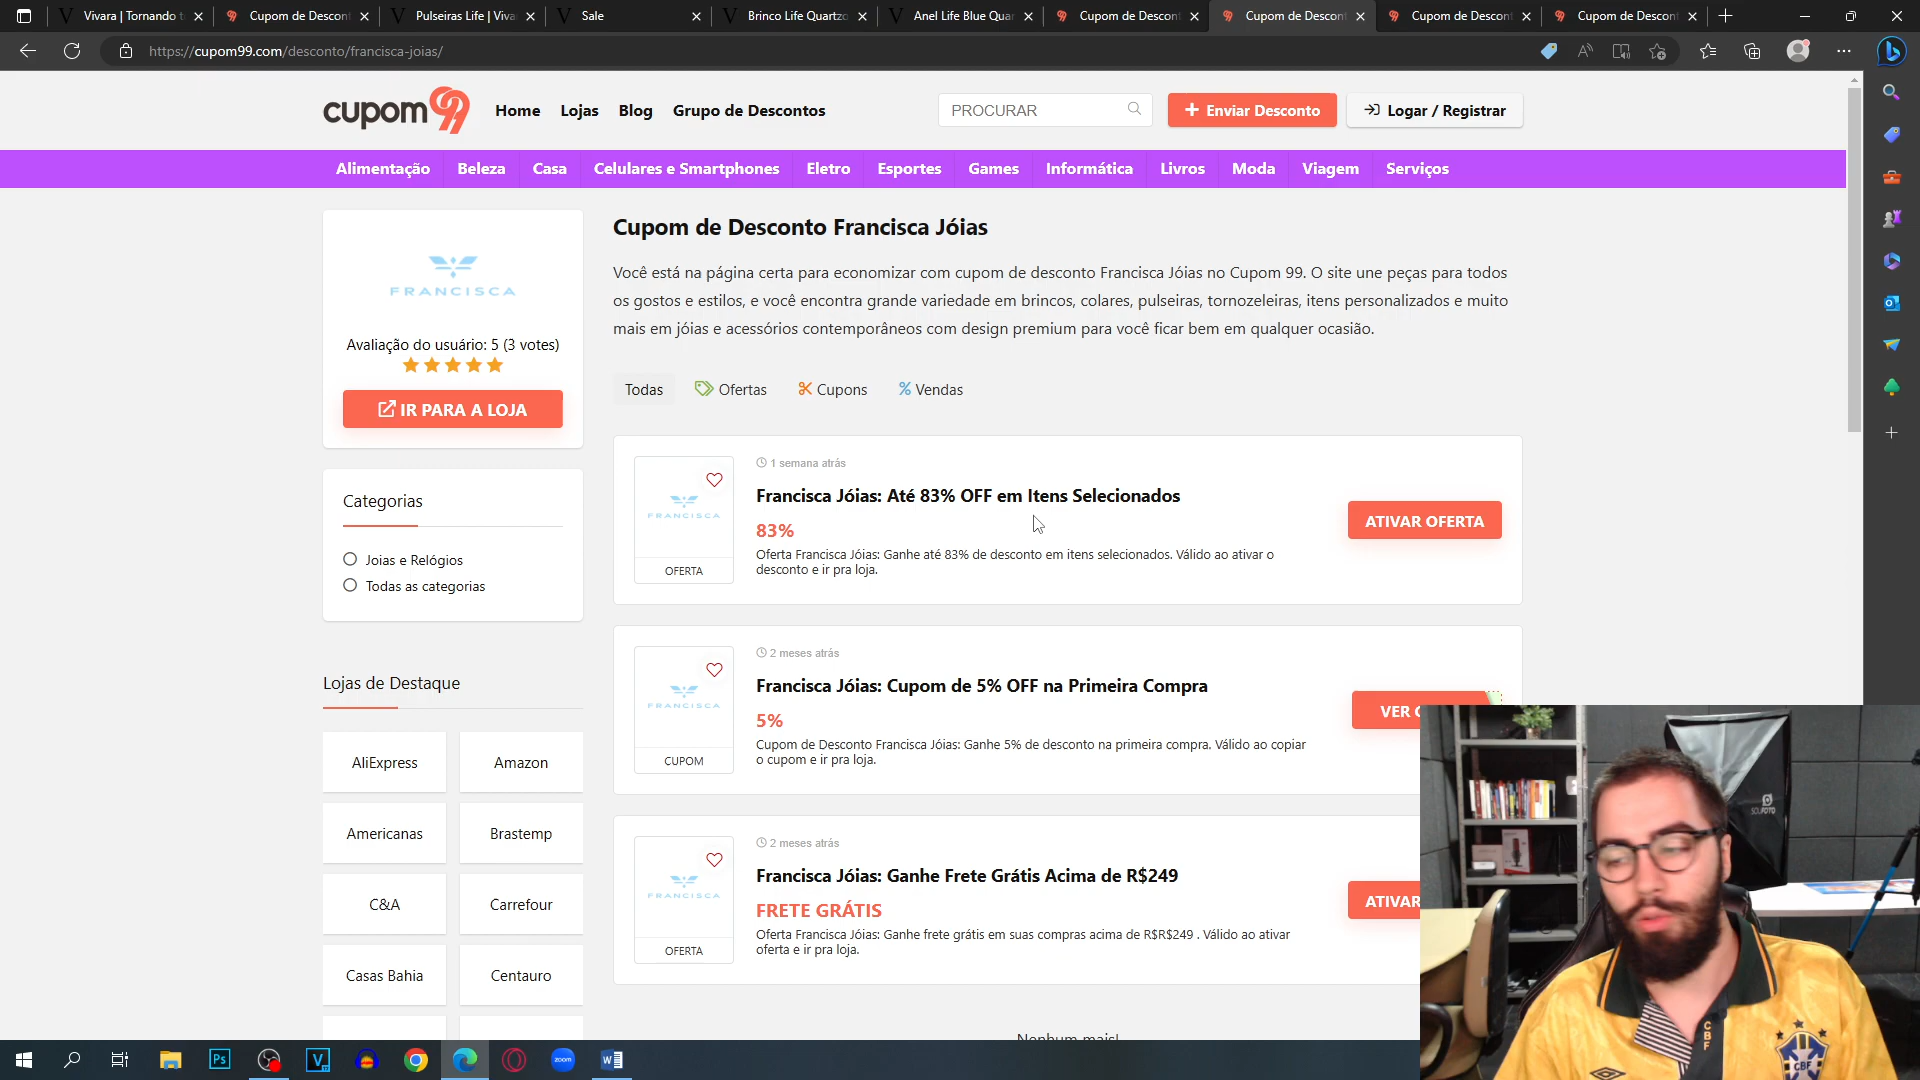 Vivara | Tornando
Cupom de Descon
Pulseiras Life | Viva
Sale
Brinco Life Quartzo
Anel Life Blue Quar
Cupom de Descon
Cupom de Descon
Cupom de Descon
Cupom de Descon
https://cupom99.com/desconto/francisca-joias/
cupom99
Home
Lojas
Blog
Grupo de Descontos
PROCURAR
Enviar Desconto
Logar / Registrar
Alimentação
Beleza
Casa
Celulares e Smartphones
Eletro
Esportes
Games
Informática
Livros
Moda
Viagem
Serviços
FRANCISCA
Avaliação do usuário: 5 (3 votes)
IR PARA A LOJA
Categorias
Joias e Relógios
Todas as categorias
Lojas de Destaque
AliExpress
Amazon
Americanas
Brastemp
C&A
Carrefour
Casas Bahia
Centauro
Cupom de Desconto Francisca Jóias
Você está na página certa para economizar com cupom de desconto Francisca Jóias no Cupom 99. O site une peças para todos
os gostos e estilos, e você encontra grande variedade em brincos, colares, pulseiras, tornozeleiras, itens personalizados e muito
mais em jóias e acessórios contemporâneos com design premium para você ficar bem em qualquer ocasião.
Todas
Ofertas
Cupons
% Vendas
FRANCISCA
OFERTA
1 semana atrás
Francisca Jóias: Até 83% OFF em Itens Selecionados
83%
Oferta Francisca Jóias: Ganhe até 83% de desconto em itens selecionados. Válido ao ativar o
desconto e ir pra loja.
ATIVAR OFERTA
FRANCISCA
CUPOM
2 meses atrás
Francisca Jóias: Cupom de 5% OFF na Primeira Compra
5%
Cupom de Desconto Francisca Jóias: Ganhe 5% de desconto na primeira compra. Válido ao copiar
o cupom e ir pra loja.
VER
FRANCISCA
OFERTA
2 meses atrás
Francisca Jóias: Ganhe Frete Grátis Acima de R$249
FRETE GRÁTIS
Oferta Francisca Jóias: Ganhe frete grátis em suas compras acima de R$R$249 . Válido ao ativar
oferta e ir pra loja.
ATIVAR
Nenhum mais!
SOUFOTO
CBF
CBF
Ps
V
zoom
W